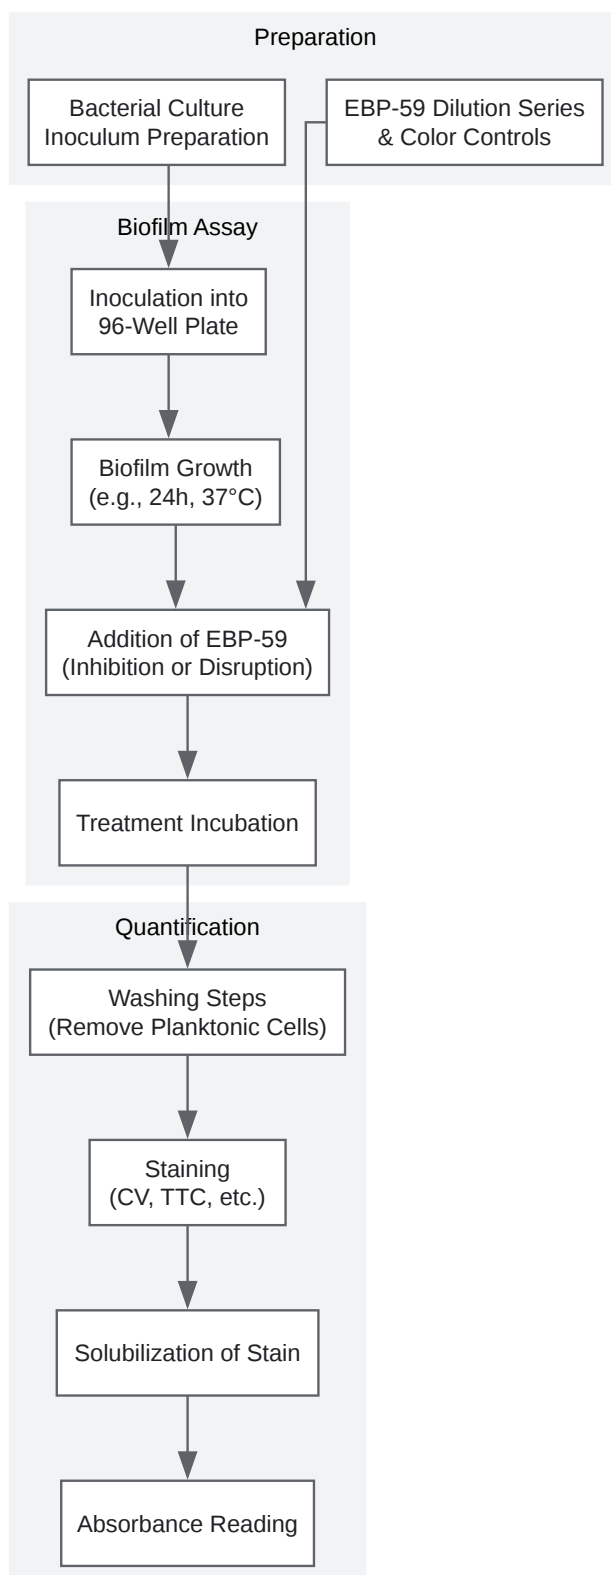 Preparation
Bacterial Culture
Inoculum Preparation
EBP-59 Dilution Series
& Color Controls
Biofilm Assay
Inoculation into
96-Well Plate
Biofilm Growth
(e.g., 24h, 37°C)
Addition of EBP-59
(Inhibition or Disruption)
Treatment Incubation
Quantification
Washing Steps
(Remove Planktonic Cells)
Staining
(CV, TTC, etc.)
Solubilization of Stain
Absorbance Reading